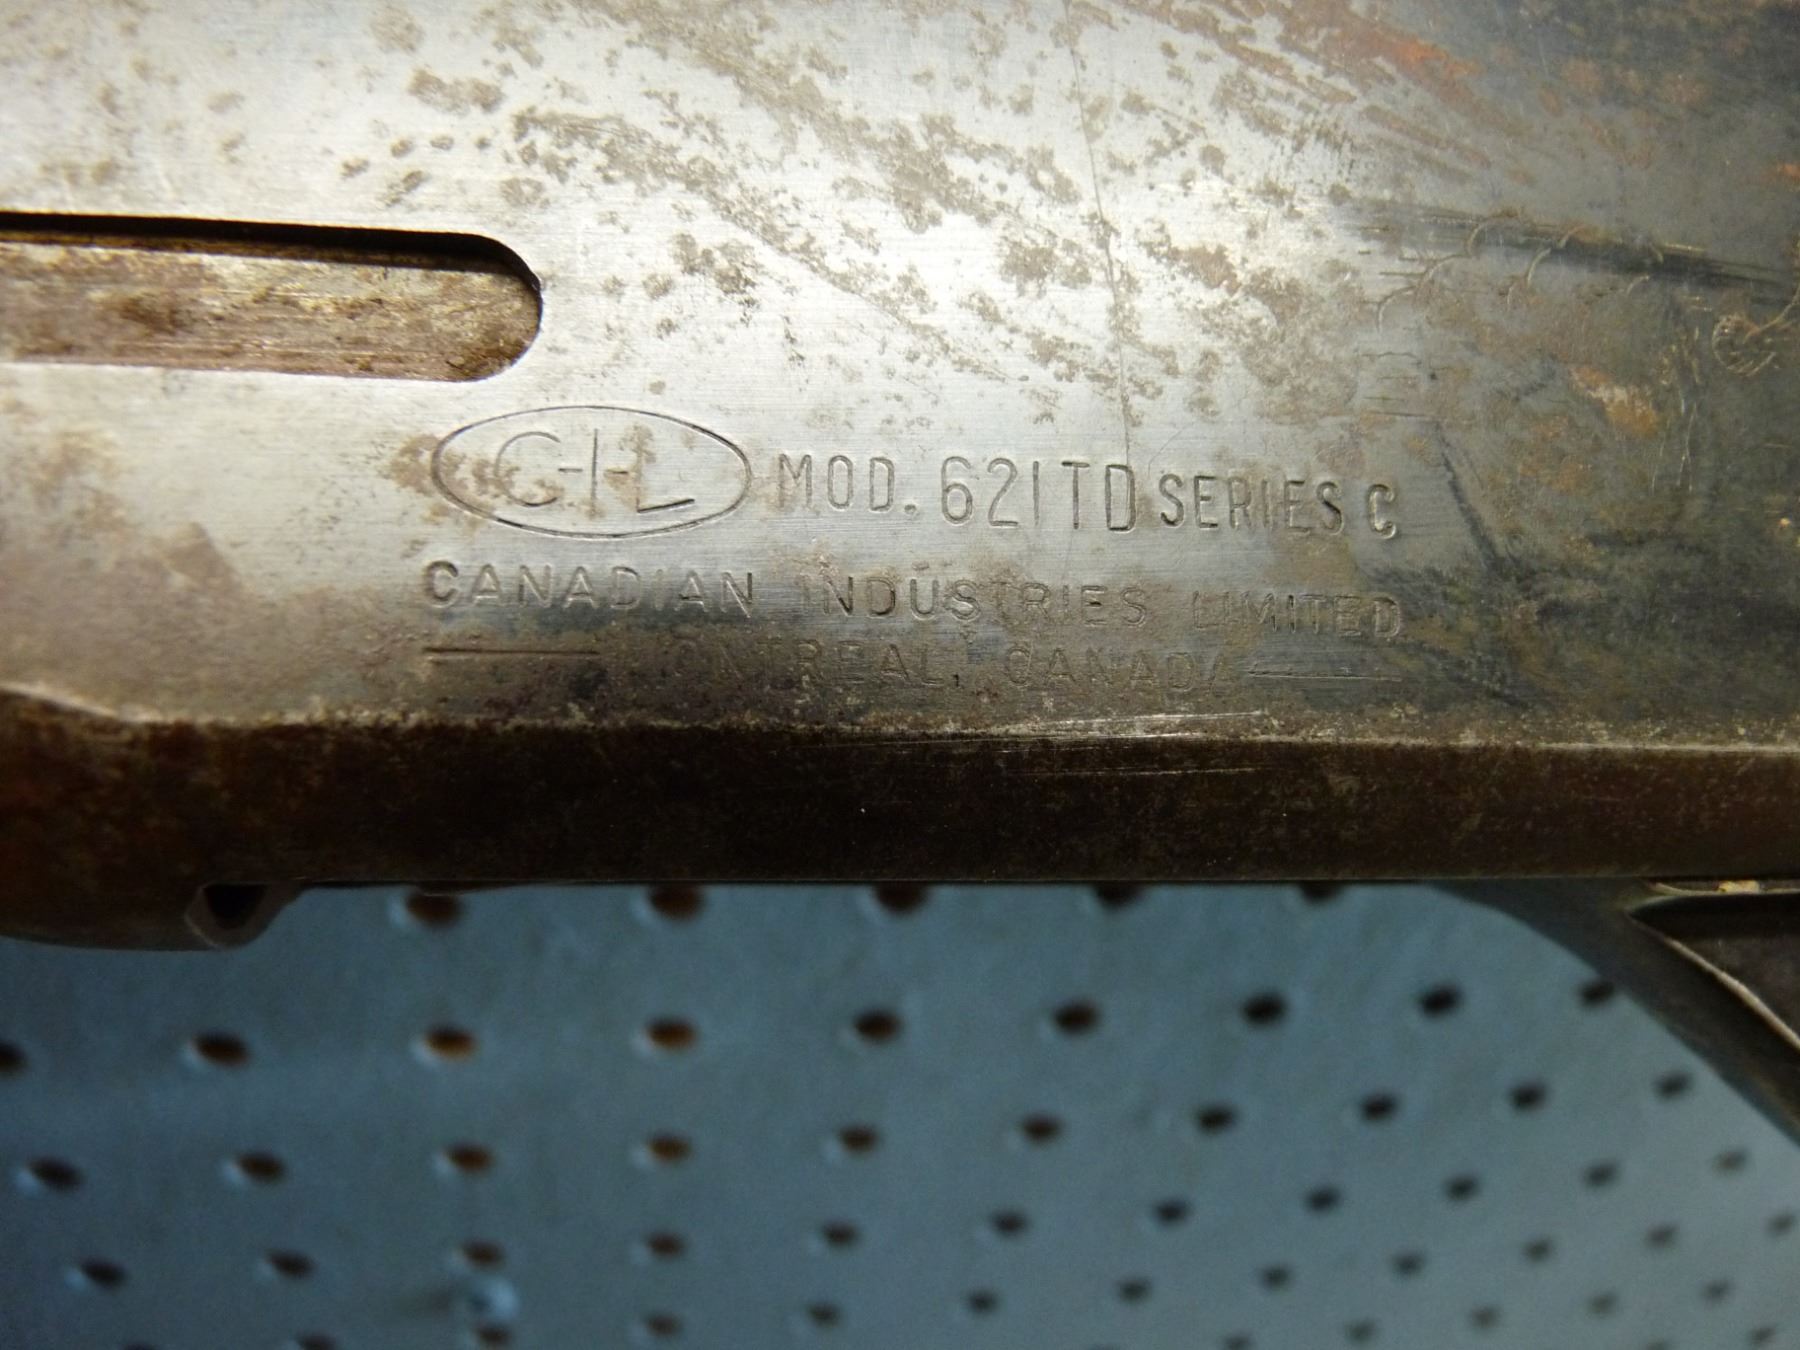 C-I-L MOD. 621TD SERIES C
CANADIAN INDUSTRIES LIMITED
MONTREAL, CANADA